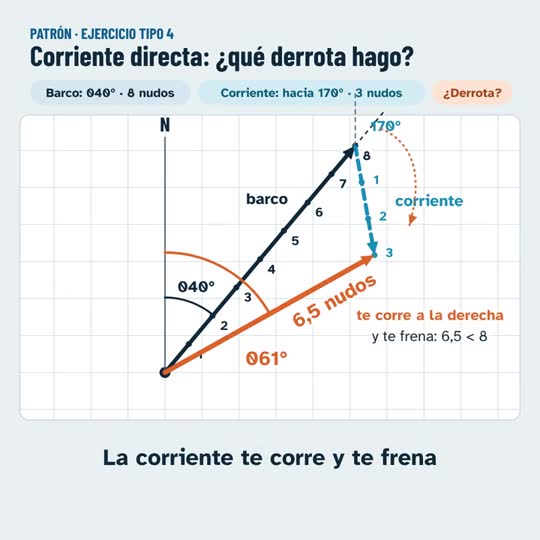 PATRÓN · EJERCICIO TIPO 4
Corriente directa: ¿qué derrota hago?
Barco: 040° · 8 nudos
Corriente: hacia 170° · 3 nudos
¿Derrota?
N
170°
8
7
1
barco
corriente
6
2
5
3
4
040°
3
6,5 nudos
2
te corre a la derecha
y te frena: 6,5 < 8
061°
La corriente te corre y te frena